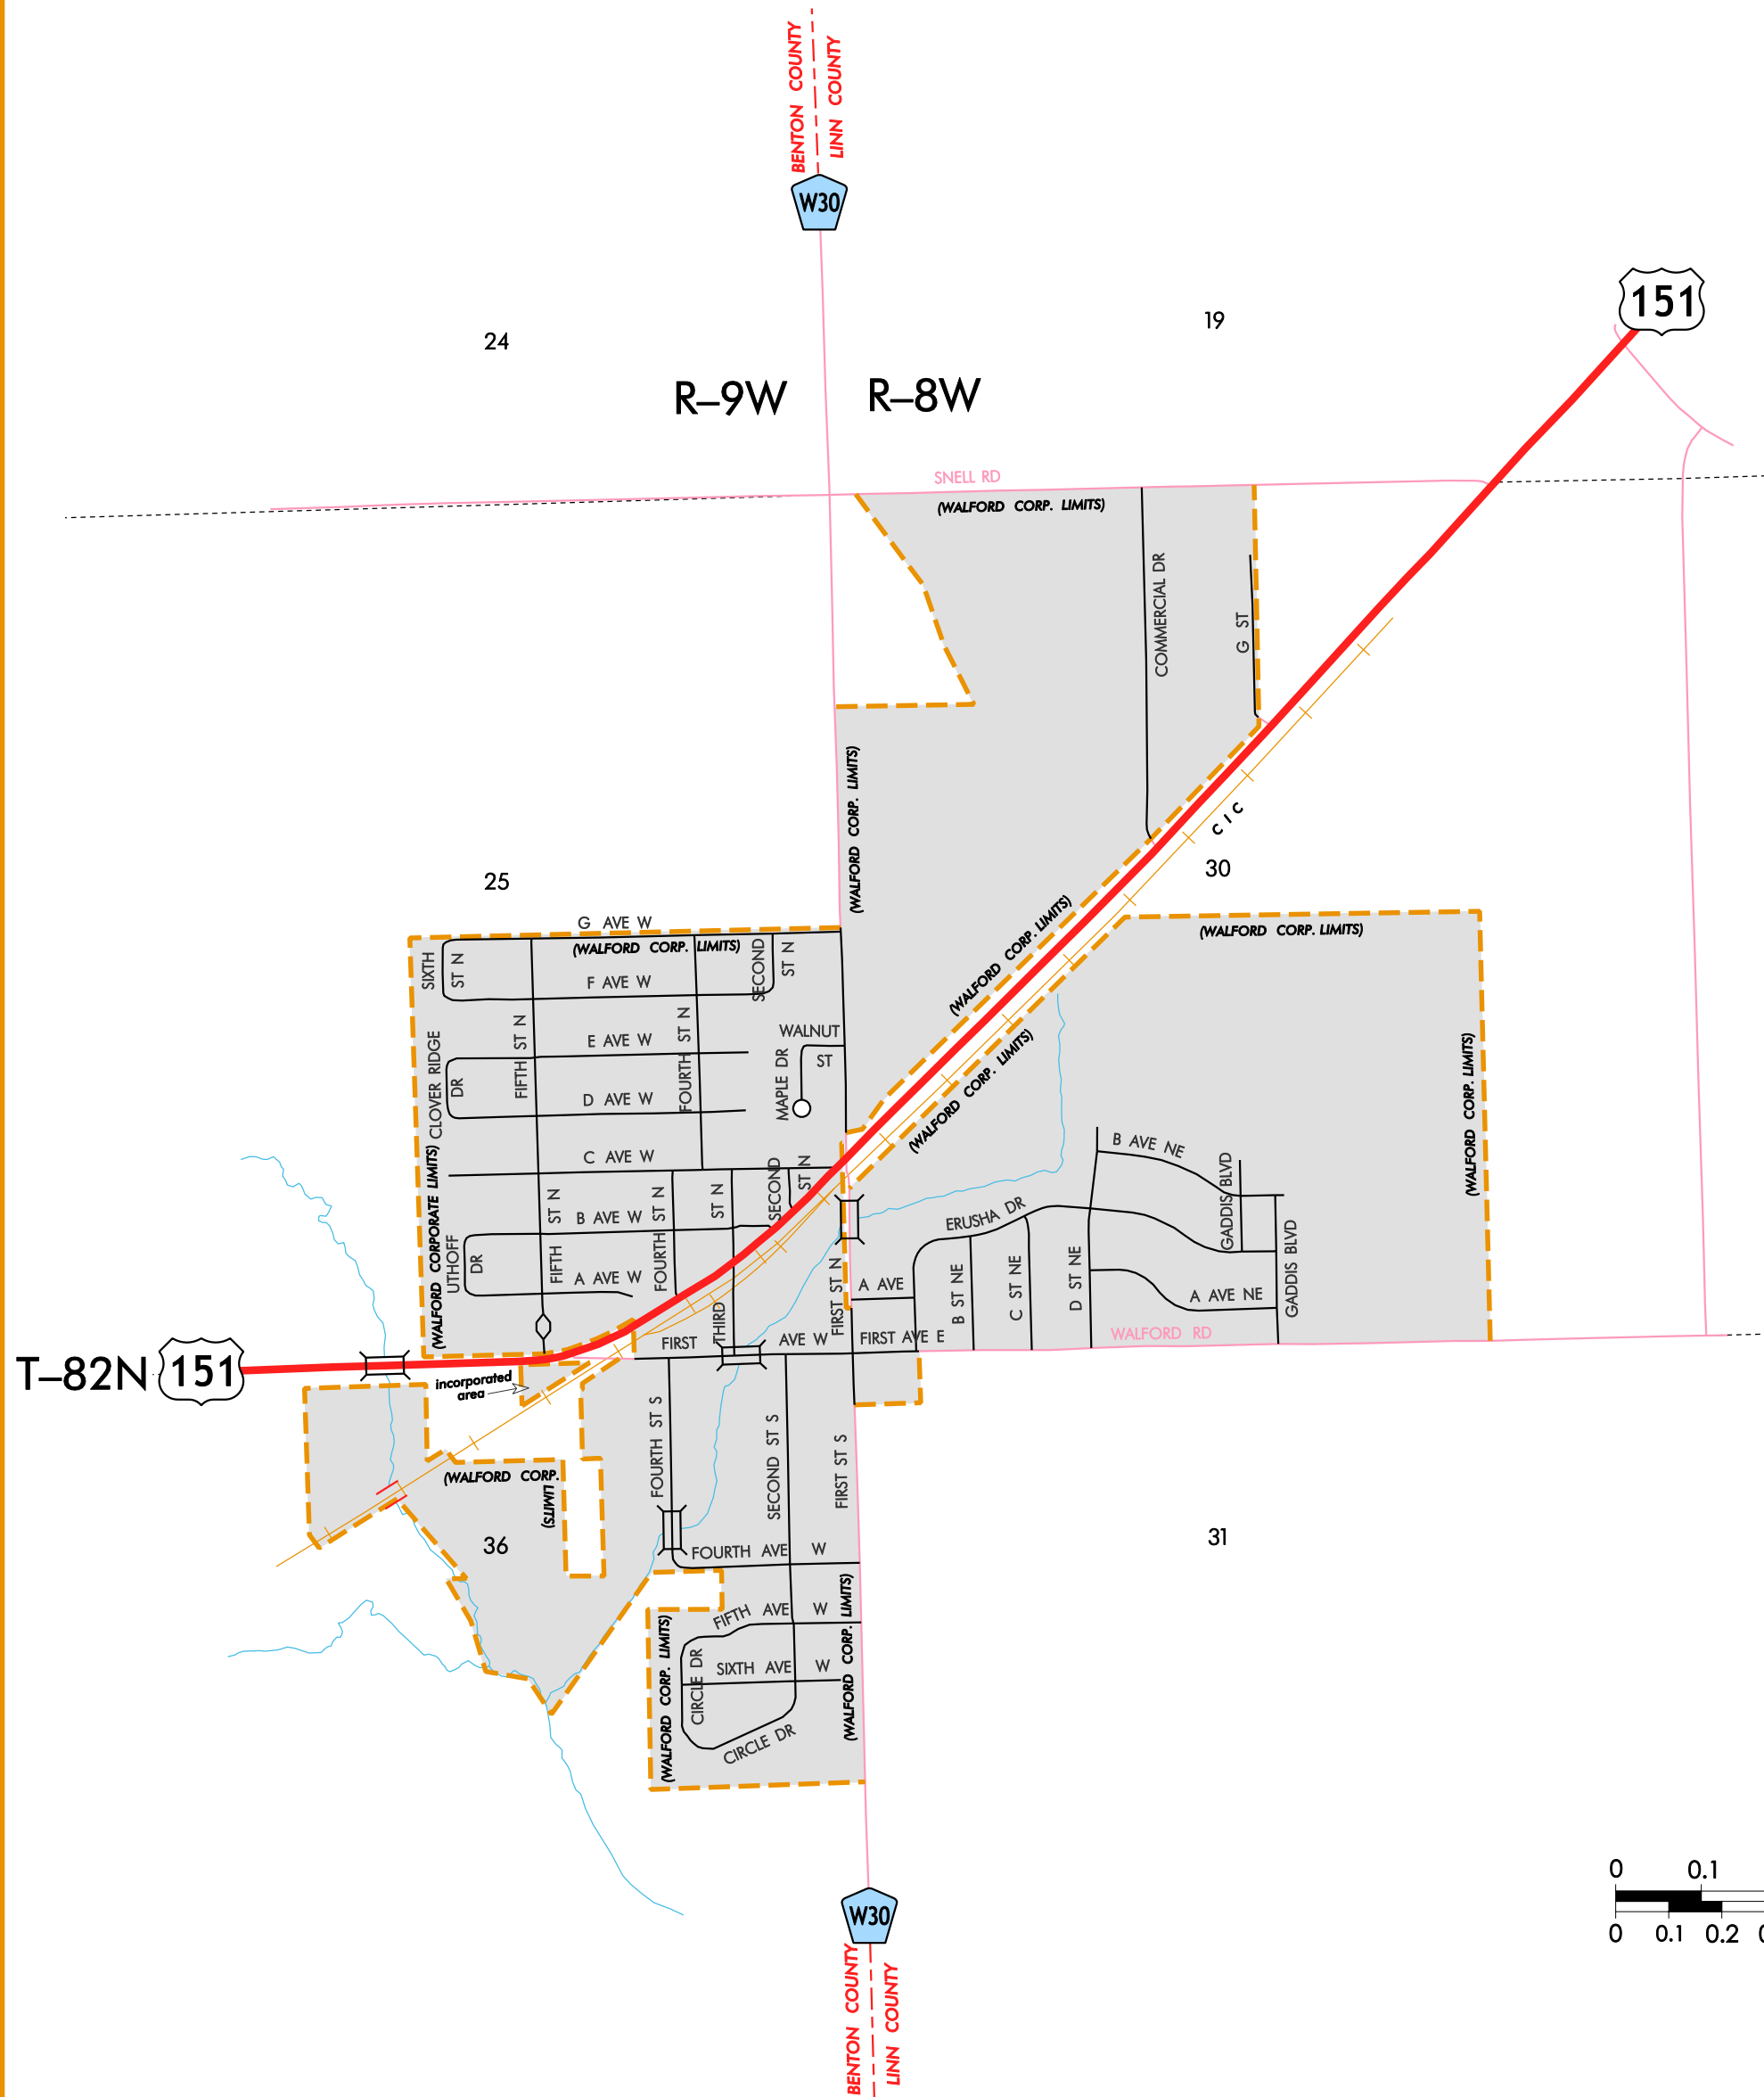 BENTON COUNTY
LINN COUNTY
W30
151
24
19
R–9W
R–8W
SNELL RD
(WALFORD CORP. LIMITS)
COMMERCIAL DR
G ST
(WALFORD CORP. LIMITS)
C I C
25
30
G AVE W
(WALFORD CORP. LIMITS)
(WALFORD CORP. LIMITS)
(WALFORD CORP. LIMITS)
SIXTH
ST N
SECOND
ST N
F AVE W
FIFTH ST N
FOURTH ST N
E AVE W
WALNUT
ST
MAPLE DR
CLOVER RIDGE
DR
D AVE W
(WALFORD CORP. LIMITS)
(WALFORD CORP. LIMITS)
C AVE W
B AVE NE
GADDIS BLVD
(WALFORD CORPORATE LIMITS)
FIFTH
ST N
FOURTH
ST N
THIRD
ST N
SECOND
ST N
B AVE W
ERUSHA DR
GADDIS BLVD
UTHOFF
DR
A AVE W
FIRST ST N
A AVE
B ST NE
C ST NE
D ST NE
A AVE NE
FIRST
AVE W
FIRST AVE E
WALFORD RD
T–82N
151
incorporated
area
FOURTH ST S
SECOND ST S
FIRST ST S
(WALFORD CORP.
LIMITS)
36
31
FOURTH AVE W
FIFTH AVE W
(WALFORD CORP. LIMITS)
(WALFORD CORP. LIMITS)
SIXTH AVE W
CIRCLE DR
CIRCLE DR
0 0.1
0 0.1 0.2
W30
BENTON COUNTY
LINN COUNTY